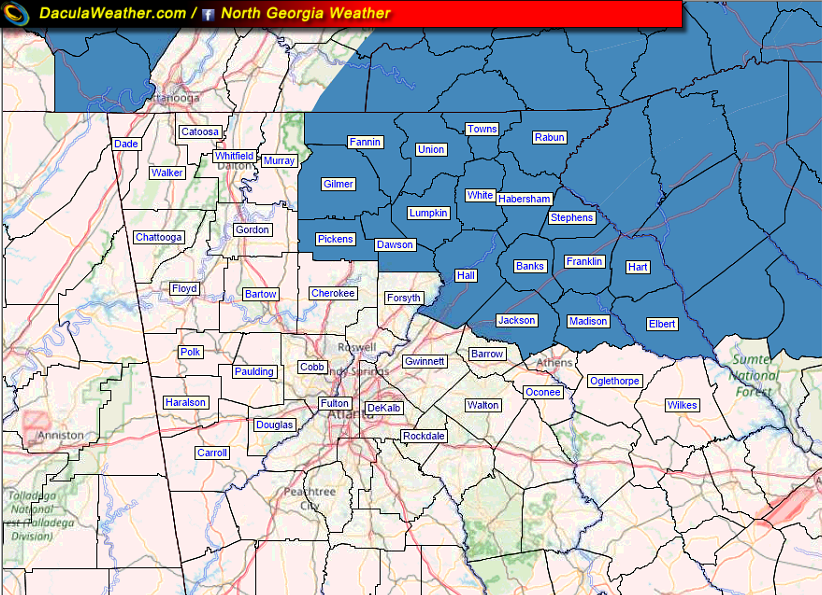 DaculaWeather.com / f North Georgia Weather
ttanooga
Catoosa
Dade
Towns
Rabun
Fannin
Union
Whitfield
Murray
Dalton
Walker
Gilmer
White
Habersham
Lumpkin
Stephens
Gordon
Chattooga
Pickens
Dawson
Hall
Banks
Franklin
Hart
Floyd
Bartow
Cherokee
Forsyth
Jackson
Madison
Elbert
Roswell
Polk
Gwinnett
Barrow
Athens
Sumter
National
Forest
Cobb
ndy Springs
Paulding
Oglethorpe
Oconee
Haralson
Fulton
DeKalb
Walton
Wilkes
Atlanta
Douglas
Anniston
Rockdale
Carroll
Peachtree
City
Talladega
National
est (Talladega
Division)